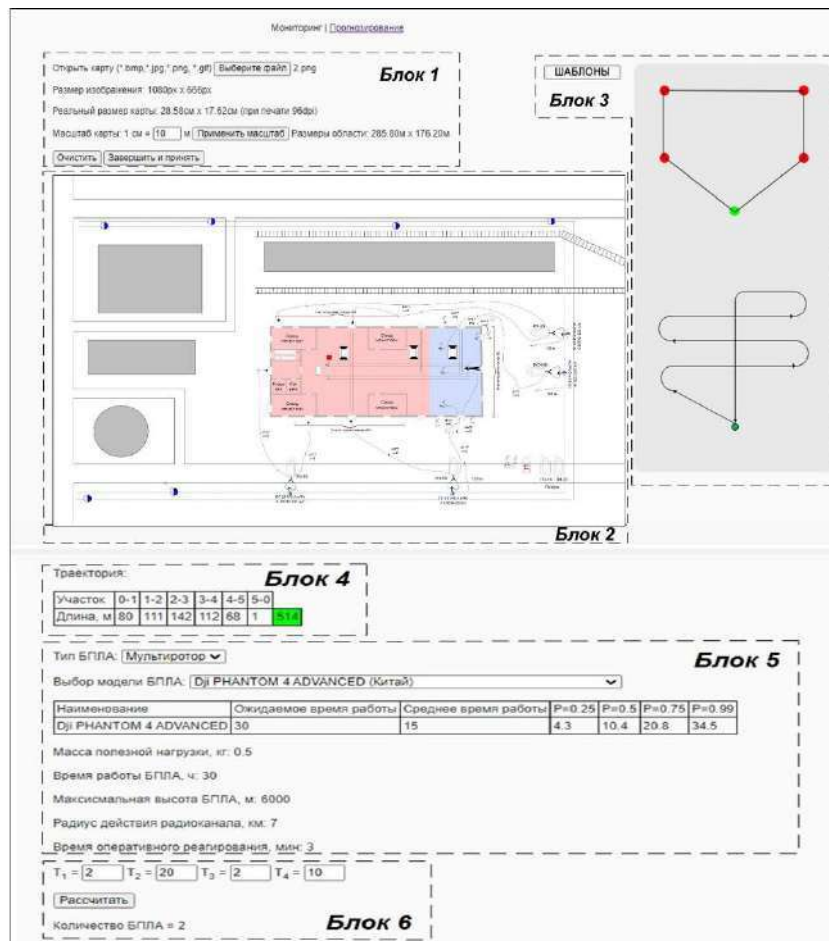 Мониторинг | Прогнозирование
Открыть карту (*.bmp,*.jpg,*.png, *.gif) Выберите файл 2.png
Блок 1
Размер изображения: 1080px x 666px
Реальный размер карты: 28.58см x 17.62см (при печати 96dpi)
Масштаб карты: 1 см = 10 м Применить масштаб Размеры области: 285.80м x 176.20м
Очистить Завершить и принять
ШАБЛОНЫ
Блок 3
Блок 2
Траектория:
Блок 4
Участок 0-1 1-2 2-3 3-4 4-5 5-0
Длина, м 80 111 142 112 68 1 514
Тип БПЛА: Мультиротор
Блок 5
Выбор модели БПЛА: Dji PHANTOM 4 ADVANCED (Китай)
Наименование Ожидаемое время работы Среднее время работы P=0.25 P=0.5 P=0.75 P=0.99
Dji PHANTOM 4 ADVANCED 30 15 4.3 10.4 20.8 34.5
Масса полезной нагрузки, кг: 0.5
Время работы БПЛА, ч: 30
Максисмальная высота БПЛА, м: 6000
Радиус действия радиоканала, км: 7
Время оперативного реагирования, мин: 3
T1 = 2 T2 = 20 T3 = 2 T4 = 10
Рассчитать
Количество БПЛА = 2
Блок 6